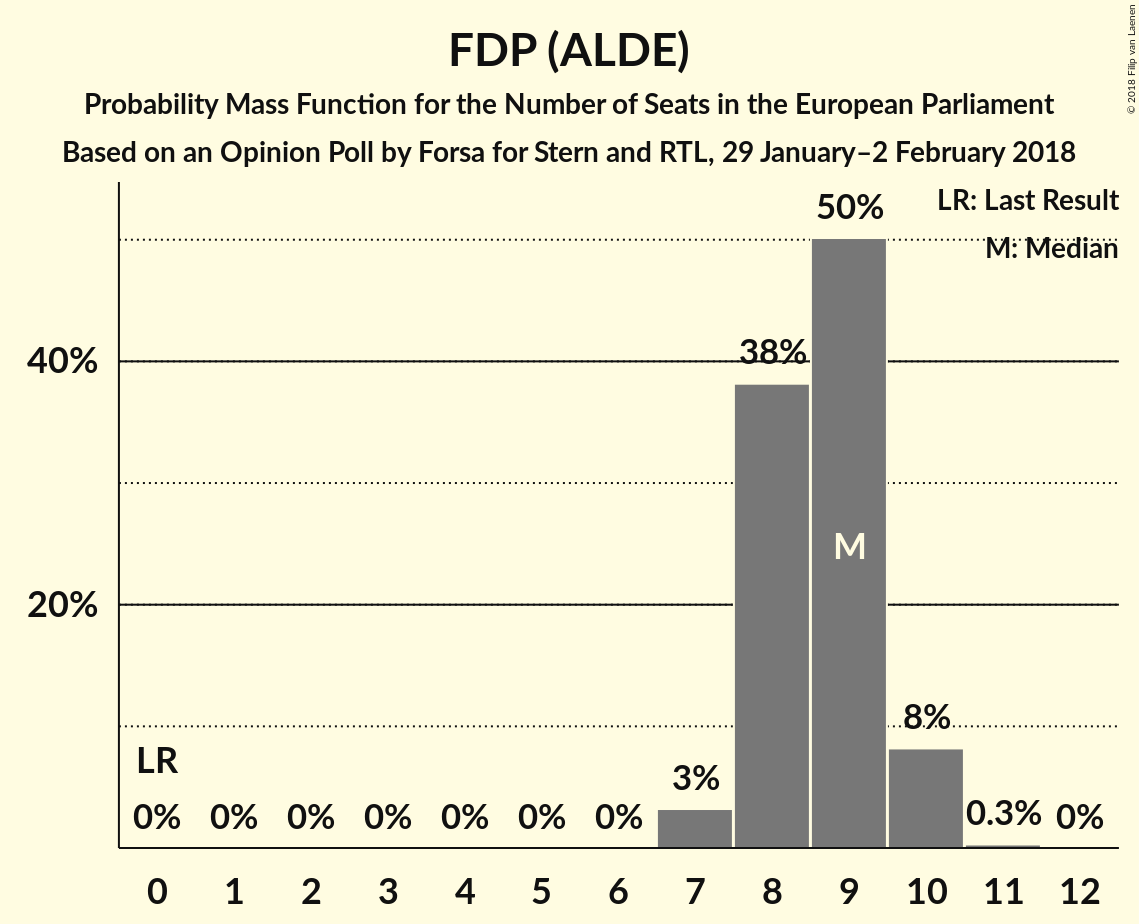 FDP (ALDE)
Probability Mass Function for the Number of Seats in the European Parliament
Based on an Opinion Poll by Forsa for Stern and RTL, 29 January–2 February 2018
© 2018 Filip van Laenen
LR: Last Result
M: Median
50%
38%
40%
M
20%
8%
LR
3%
0% 0% 0% 0% 0% 0% 0% 0.3% 0%
0 1 2 3 4 5 6 7 8 9 10 11 12